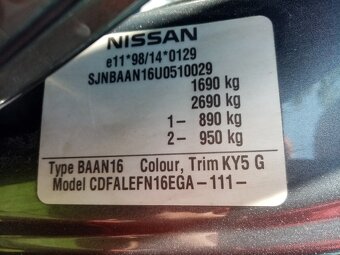 NISSAN
e11*98/14*0129
SJNBAAN16U0510029
1690 kg
2690 kg
1- 890 kg
2- 950 kg
Type BAAN16 Colour, Trim KY5 G
Model CDFALEFN16EGA-111-